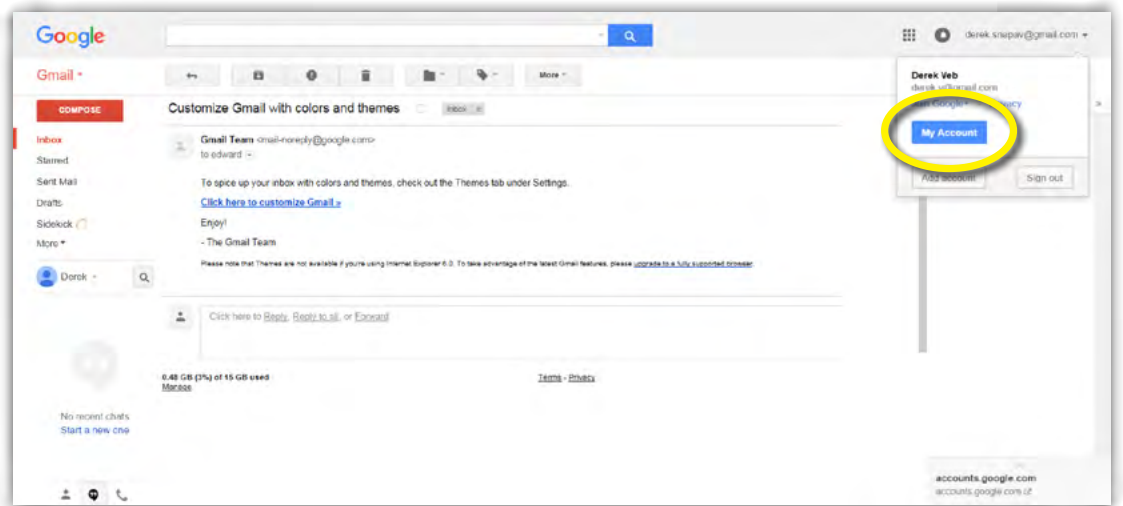 Google
derek.snupav@gmail.com
Gmail
More
COMPOSE
Customize Gmail with colors and themes
Inbox x
Inbox
Starred
Sent Mail
Drafts
Sidekick
More
Derek
Gmail Team <mail-noreply@google.com>
to edward
To spice up your inbox with colors and themes, check out the Themes tab under Settings.
Click here to customize Gmail »
Enjoy!
- The Gmail Team
Please note that Themes are not available if you're using Internet Explorer 6.0. To take advantage of the latest Gmail features, please upgrade to a fully supported browser.
Click here to Reply, Reply to all, or Forward
0.48 GB (3%) of 15 GB used
Manage
Terms - Privacy
No recent chats
Start a new one
Derek Veb
My Account
Add account
Sign out
accounts.google.com
accounts.google.com